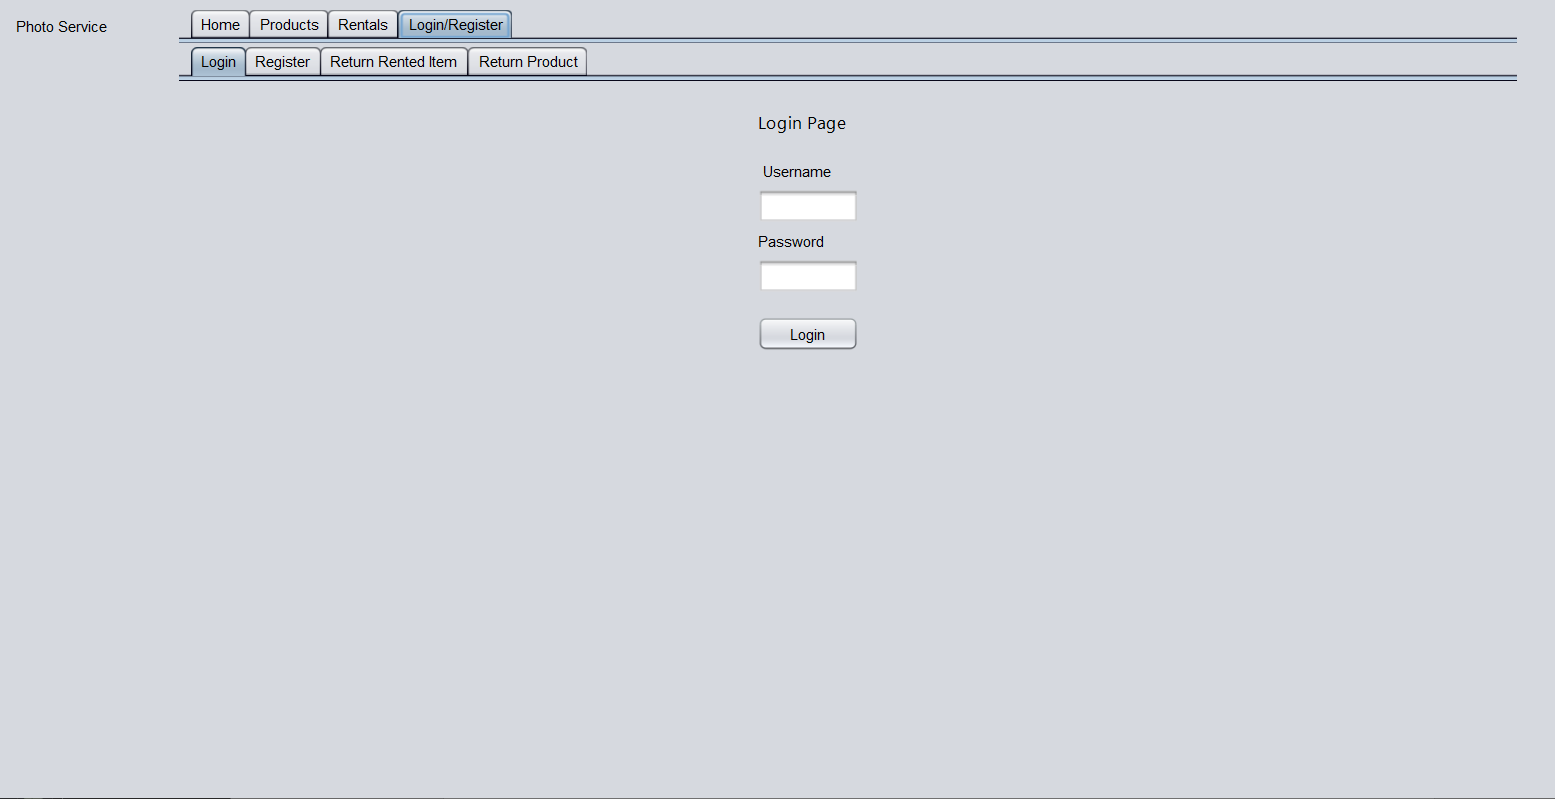 Photo Service
Home Products Rentals Login/Register
Login Register Return Rented Item Return Product
Login Page
Username
Password
Login